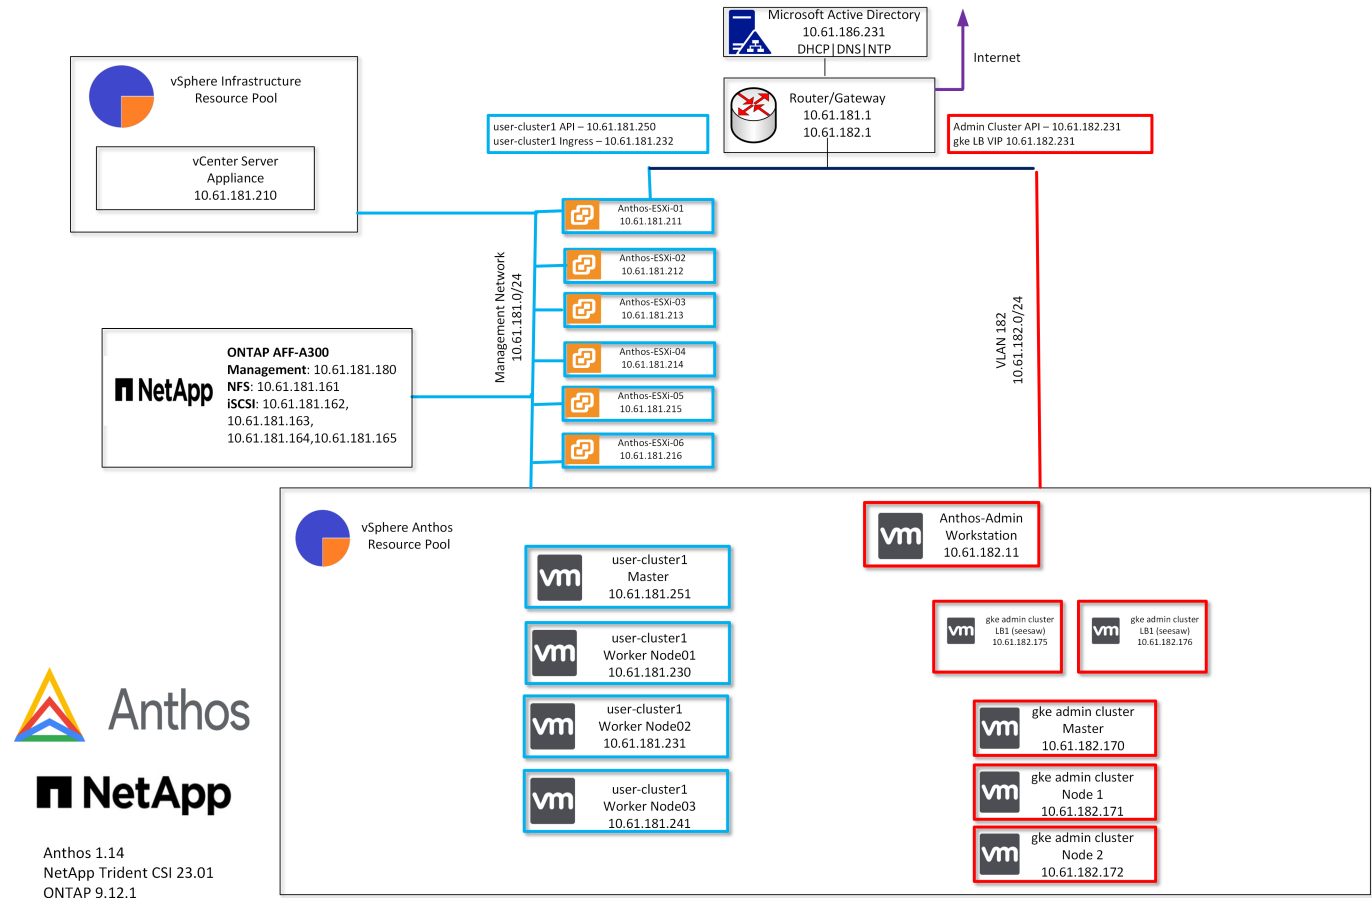 Microsoft Active Directory
10.61.186.231
DHCP|DNS|NTP
Internet
Router/Gateway
10.61.181.1
10.61.182.1
vSphere Infrastructure
Resource Pool
vCenter Server
Appliance
10.61.181.210
user-cluster1 API – 10.61.181.250
user-cluster1 Ingress – 10.61.181.232
Admin Cluster API – 10.61.182.231
gke LB VIP 10.61.182.231
Anthos-ESXi-01
10.61.181.211
Anthos-ESXi-02
10.61.181.212
Anthos-ESXi-03
10.61.181.213
Anthos-ESXi-04
10.61.181.214
Anthos-ESXi-05
10.61.181.215
Anthos-ESXi-06
10.61.181.216
Management Network
10.61.181.0/24
VLAN 182
10.61.182.0/24
NetApp
ONTAP AFF-A300
Management: 10.61.181.180
NFS: 10.61.181.161
iSCSI: 10.61.181.162,
10.61.181.163,
10.61.181.164,10.61.181.165
vSphere Anthos
Resource Pool
vm
user-cluster1
Master
10.61.181.251
vm
user-cluster1
Worker Node01
10.61.181.230
vm
user-cluster1
Worker Node02
10.61.181.231
vm
user-cluster1
Worker Node03
10.61.181.241
vm
Anthos-Admin
Workstation
10.61.182.11
vm
gke admin cluster
LB1 (seesaw)
10.61.182.175
vm
gke admin cluster
LB1 (seesaw)
10.61.182.176
vm
gke admin cluster
Master
10.61.182.170
vm
gke admin cluster
Node 1
10.61.182.171
vm
gke admin cluster
Node 2
10.61.182.172
Anthos
NetApp
Anthos 1.14
NetApp Trident CSI 23.01
ONTAP 9.12.1